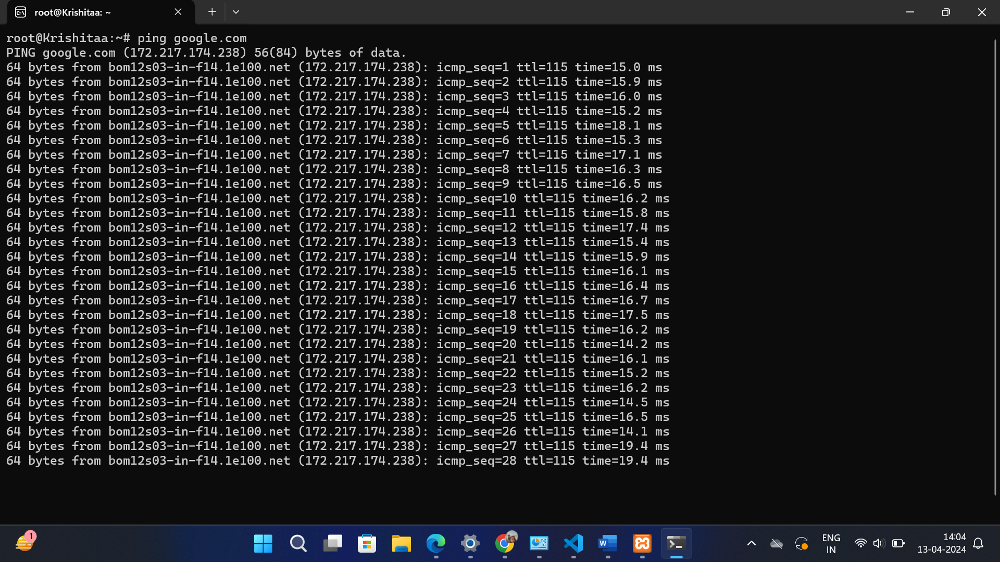 root@Krishitaa: ~
root@Krishitaa:~# ping google.com
PING google.com (172.217.174.238) 56(84) bytes of data.
64 bytes from bom12s03-in-f14.1e100.net (172.217.174.238): icmp_seq=1 ttl=115 time=15.0 ms
64 bytes from bom12s03-in-f14.1e100.net (172.217.174.238): icmp_seq=2 ttl=115 time=15.9 ms
64 bytes from bom12s03-in-f14.1e100.net (172.217.174.238): icmp_seq=3 ttl=115 time=16.0 ms
64 bytes from bom12s03-in-f14.1e100.net (172.217.174.238): icmp_seq=4 ttl=115 time=15.2 ms
64 bytes from bom12s03-in-f14.1e100.net (172.217.174.238): icmp_seq=5 ttl=115 time=18.1 ms
64 bytes from bom12s03-in-f14.1e100.net (172.217.174.238): icmp_seq=6 ttl=115 time=15.3 ms
64 bytes from bom12s03-in-f14.1e100.net (172.217.174.238): icmp_seq=7 ttl=115 time=17.1 ms
64 bytes from bom12s03-in-f14.1e100.net (172.217.174.238): icmp_seq=8 ttl=115 time=16.3 ms
64 bytes from bom12s03-in-f14.1e100.net (172.217.174.238): icmp_seq=9 ttl=115 time=16.5 ms
64 bytes from bom12s03-in-f14.1e100.net (172.217.174.238): icmp_seq=10 ttl=115 time=16.2 ms
64 bytes from bom12s03-in-f14.1e100.net (172.217.174.238): icmp_seq=11 ttl=115 time=15.8 ms
64 bytes from bom12s03-in-f14.1e100.net (172.217.174.238): icmp_seq=12 ttl=115 time=17.4 ms
64 bytes from bom12s03-in-f14.1e100.net (172.217.174.238): icmp_seq=13 ttl=115 time=15.4 ms
64 bytes from bom12s03-in-f14.1e100.net (172.217.174.238): icmp_seq=14 ttl=115 time=15.9 ms
64 bytes from bom12s03-in-f14.1e100.net (172.217.174.238): icmp_seq=15 ttl=115 time=16.1 ms
64 bytes from bom12s03-in-f14.1e100.net (172.217.174.238): icmp_seq=16 ttl=115 time=16.4 ms
64 bytes from bom12s03-in-f14.1e100.net (172.217.174.238): icmp_seq=17 ttl=115 time=16.7 ms
64 bytes from bom12s03-in-f14.1e100.net (172.217.174.238): icmp_seq=18 ttl=115 time=17.5 ms
64 bytes from bom12s03-in-f14.1e100.net (172.217.174.238): icmp_seq=19 ttl=115 time=16.2 ms
64 bytes from bom12s03-in-f14.1e100.net (172.217.174.238): icmp_seq=20 ttl=115 time=14.2 ms
64 bytes from bom12s03-in-f14.1e100.net (172.217.174.238): icmp_seq=21 ttl=115 time=16.1 ms
64 bytes from bom12s03-in-f14.1e100.net (172.217.174.238): icmp_seq=22 ttl=115 time=15.2 ms
64 bytes from bom12s03-in-f14.1e100.net (172.217.174.238): icmp_seq=23 ttl=115 time=16.2 ms
64 bytes from bom12s03-in-f14.1e100.net (172.217.174.238): icmp_seq=24 ttl=115 time=14.5 ms
64 bytes from bom12s03-in-f14.1e100.net (172.217.174.238): icmp_seq=25 ttl=115 time=16.5 ms
64 bytes from bom12s03-in-f14.1e100.net (172.217.174.238): icmp_seq=26 ttl=115 time=14.1 ms
64 bytes from bom12s03-in-f14.1e100.net (172.217.174.238): icmp_seq=27 ttl=115 time=19.4 ms
64 bytes from bom12s03-in-f14.1e100.net (172.217.174.238): icmp_seq=28 ttl=115 time=19.4 ms
1
W
ENG
IN
14:04
13-04-2024